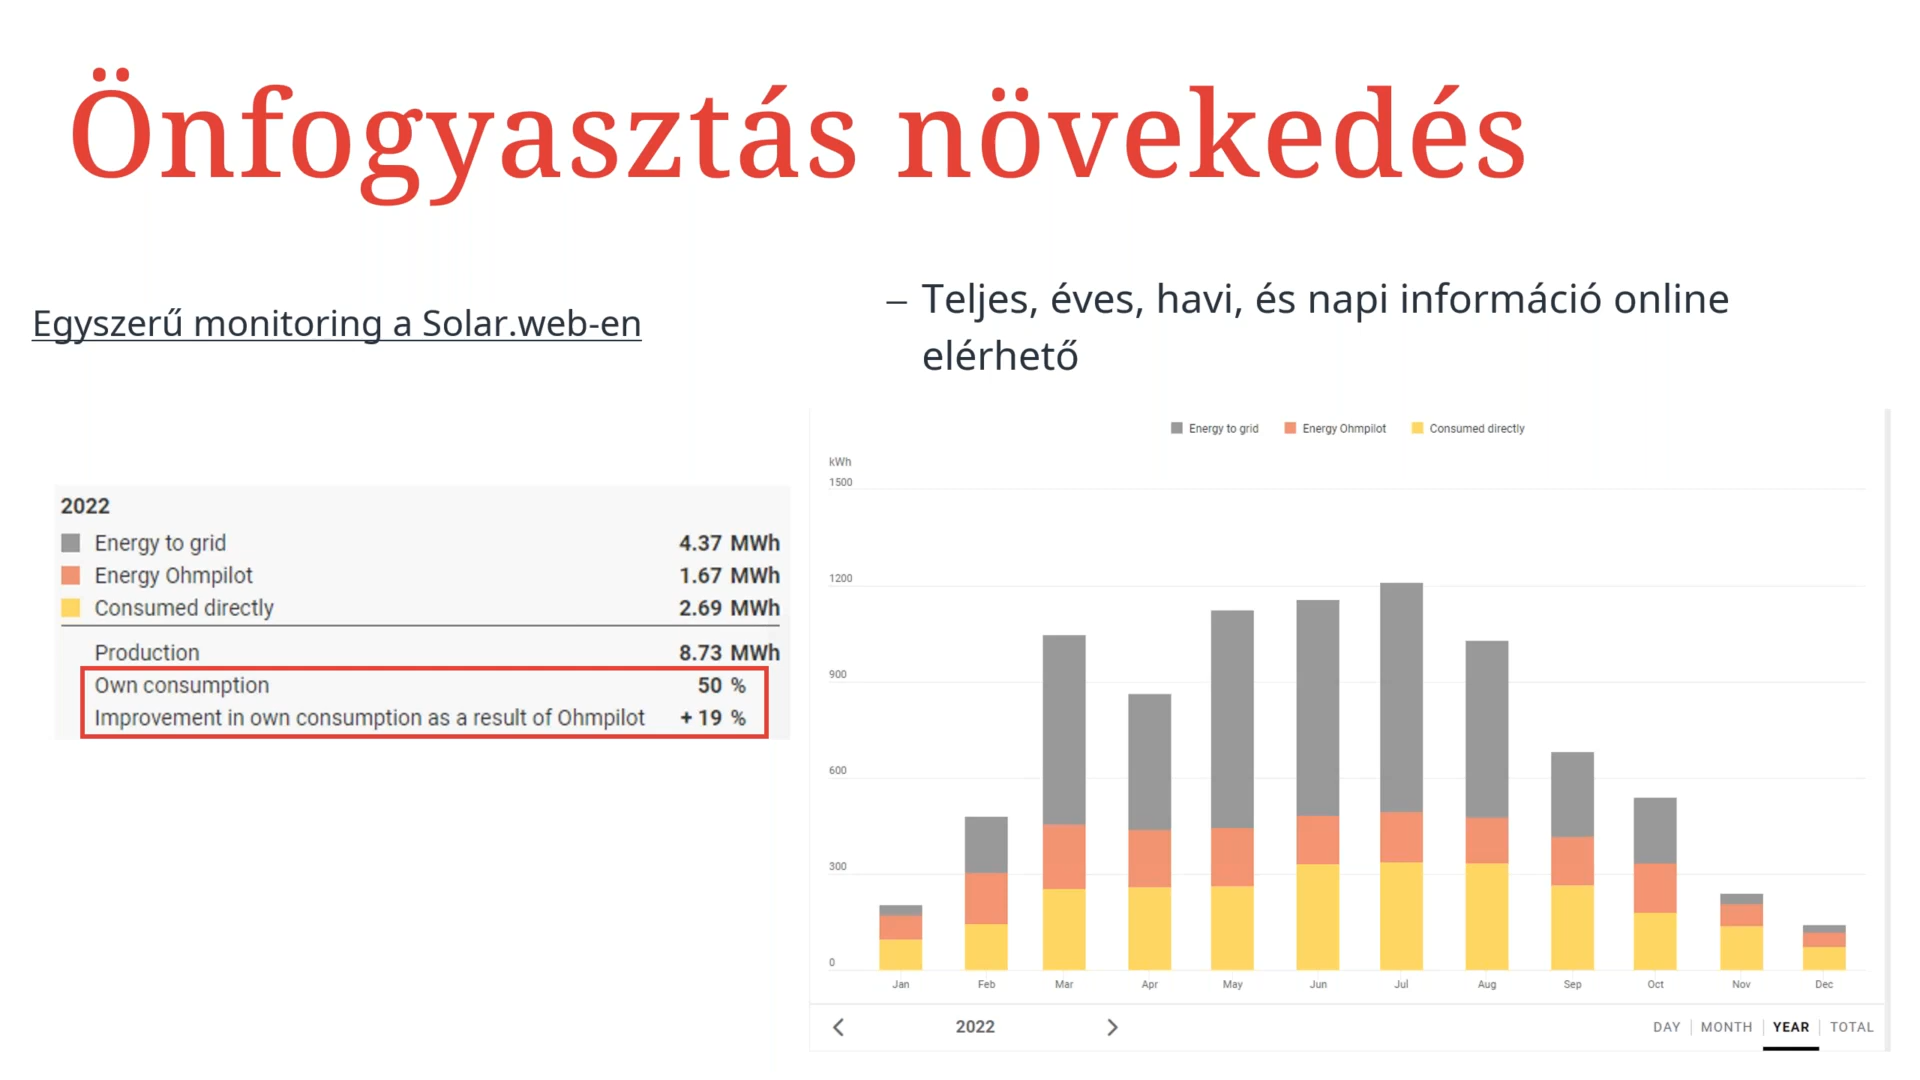 Önfogyasztás növekedés
Egyszerű monitoring a Solar.web-en
– Teljes, éves, havi, és napi információ online
elérhető
2022
Energy to grid 4.37 MWh
Energy Ohmpilot 1.67 MWh
Consumed directly 2.69 MWh
Production 8.73 MWh
Own consumption 50 %
Improvement in own consumption as a result of Ohmpilot + 19 %
Energy to grid Energy Ohmpilot Consumed directly
kWh
1500
1200
900
600
300
0
Jan Feb Mar Apr May Jun Jul Aug Sep Oct Nov Dec
2022
DAY MONTH YEAR TOTAL